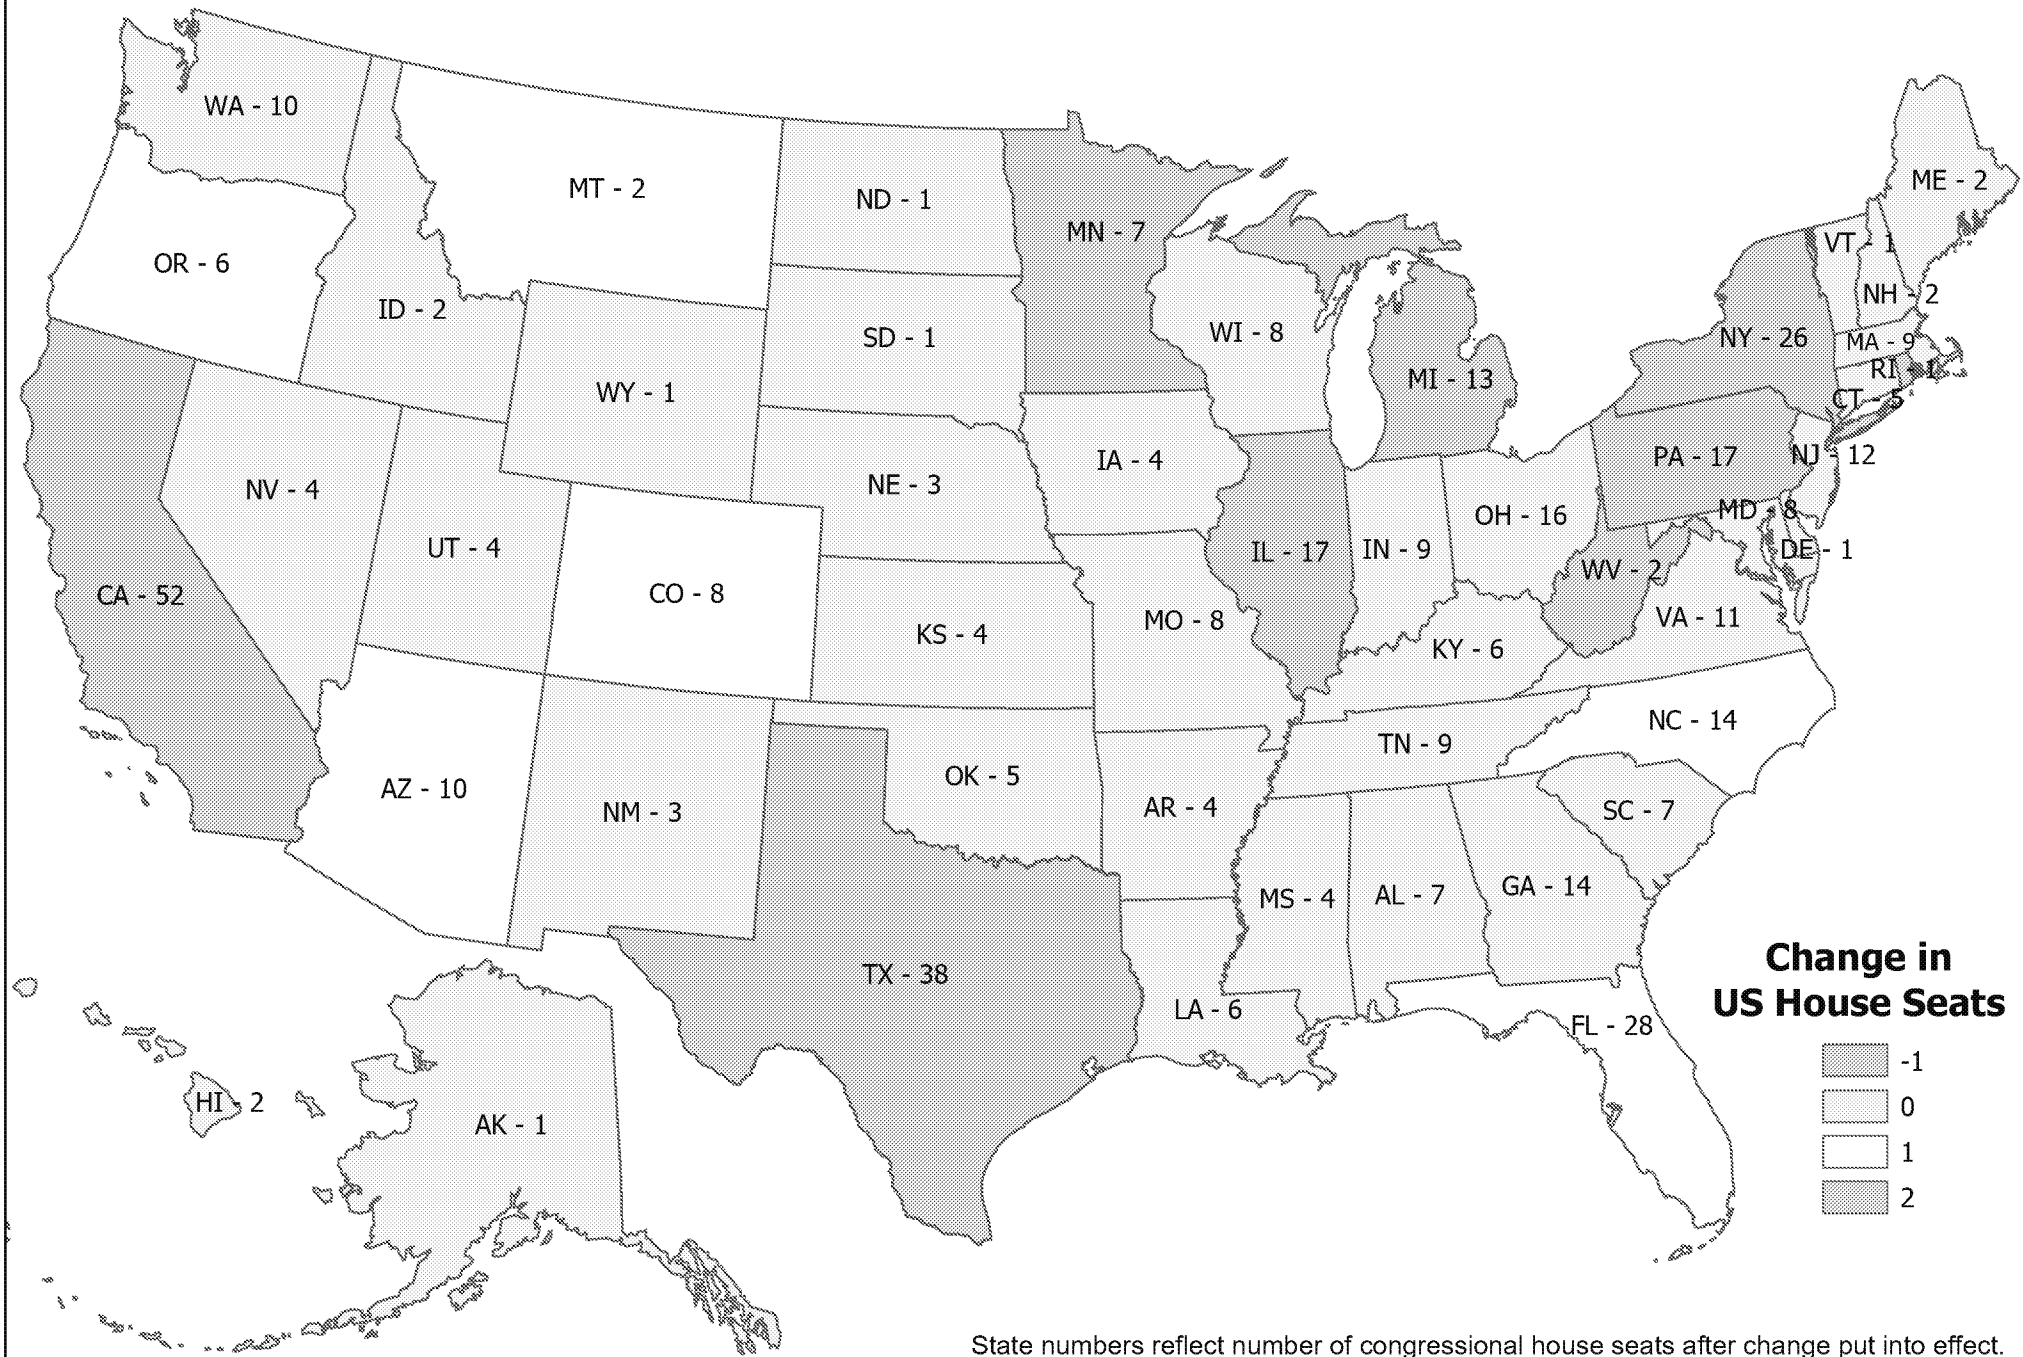 WA - 10
MT - 2
ND - 1
MN - 7
ME - 2
OR - 6
ID - 2
SD - 1
WI - 8
MI - 13
NY - 26
VT - 1
NH - 2
MA - 9
RI - 1
CT - 5
WY - 1
NV - 4
NE - 3
IA - 4
PA - 17
NJ - 12
MD - 8
DE - 1
UT - 4
CO - 8
CA - 52
KS - 4
MO - 8
IL - 17
IN - 9
OH - 16
WV - 2
VA - 11
KY - 6
NC - 14
TN - 9
AZ - 10
NM - 3
OK - 5
AR - 4
SC - 7
MS - 4
AL - 7
GA - 14
TX - 38
LA - 6
FL - 28
HI - 2
AK - 1
Change in
US House Seats
-1
0
1
2
State numbers reflect number of congressional house seats after change put into effect.